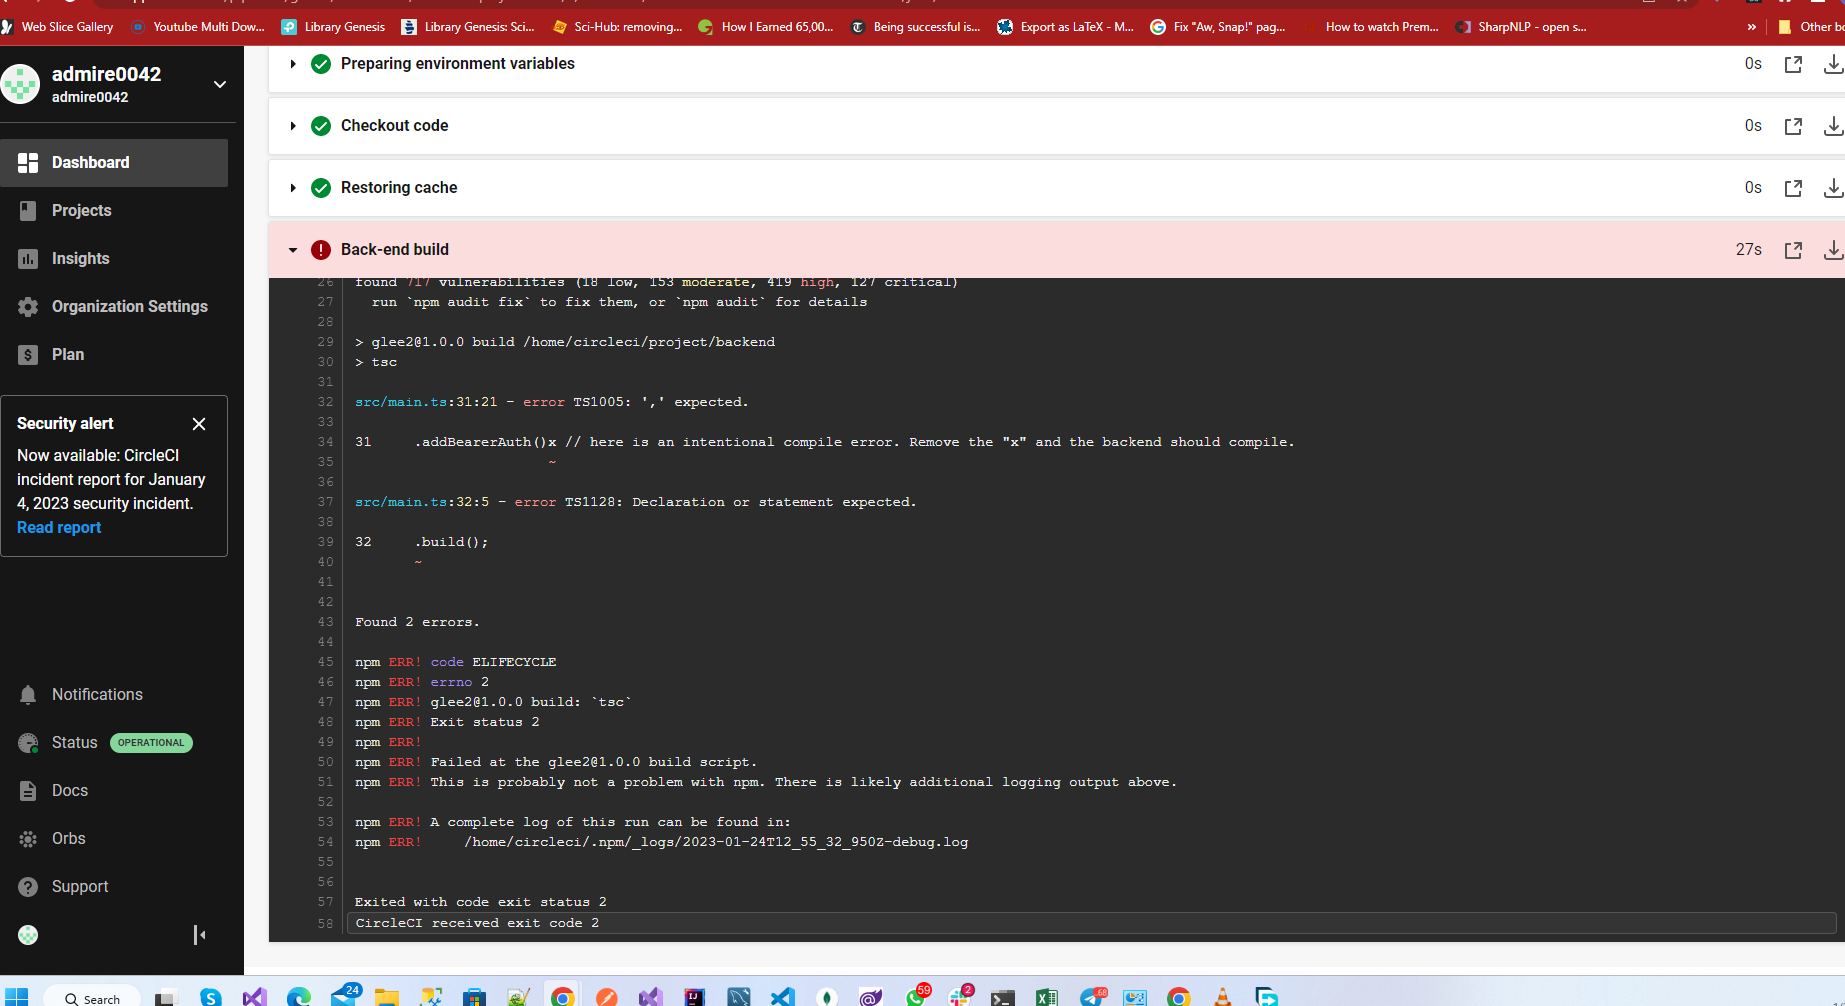 Web Slice Gallery
Youtube Multi Dow...
Library Genesis
Library Genesis: Sci...
Sci-Hub: removing...
How I Earned 65,00...
Being successful is...
Export as LaTeX - M...
Fix "Aw, Snap!" pag...
How to watch Prem...
SharpNLP - open s...
»
Other bo
admire0042
admire0042
Dashboard
Projects
Insights
Organization Settings
Plan
Security alert
Now available: CircleCI
incident report for January
4, 2023 security incident.
Read report
Notifications
Status OPERATIONAL
Docs
Orbs
Support
Preparing environment variables 0s
Checkout code 0s
Restoring cache 0s
Back-end build 27s
26 found 717 vulnerabilities (18 low, 153 moderate, 419 high, 127 critical)
27 run `npm audit fix` to fix them, or `npm audit` for details
28
29 > glee2@1.0.0 build /home/circleci/project/backend
30 > tsc
31
32 src/main.ts:31:21 - error TS1005: ',' expected.
33
34 31 .addBearerAuth()x // here is an intentional compile error. Remove the "x" and the backend should compile.
35 ~
36
37 src/main.ts:32:5 - error TS1128: Declaration or statement expected.
38
39 32 .build();
40 ~
41
42
43 Found 2 errors.
44
45 npm ERR! code ELIFECYCLE
46 npm ERR! errno 2
47 npm ERR! glee2@1.0.0 build: `tsc`
48 npm ERR! Exit status 2
49 npm ERR!
50 npm ERR! Failed at the glee2@1.0.0 build script.
51 npm ERR! This is probably not a problem with npm. There is likely additional logging output above.
52
53 npm ERR! A complete log of this run can be found in:
54 npm ERR! /home/circleci/.npm/_logs/2023-01-24T12_55_32_950Z-debug.log
55
56
57 Exited with code exit status 2
58 CircleCI received exit code 2
Search
24
59
2
68